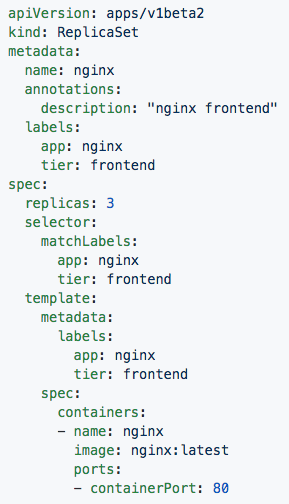 apiVersion: apps/v1beta2
kind: ReplicaSet
metadata:
  name: nginx
  annotations:
    description: "nginx frontend"
  labels:
    app: nginx
    tier: frontend
spec:
  replicas: 3
  selector:
    matchLabels:
      app: nginx
      tier: frontend
  template:
    metadata:
      labels:
        app: nginx
        tier: frontend
    spec:
      containers:
      - name: nginx
        image: nginx:latest
        ports:
        - containerPort: 80